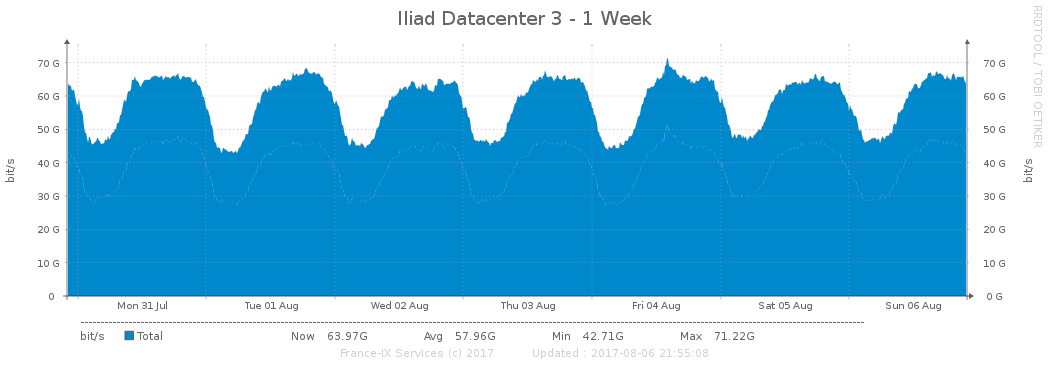 Iliad Datacenter 3 - 1 Week
RRDTOOL / TOBI OETIKER
bit/s
70 G 70 G
60 G 60 G
50 G 50 G
40 G 40 G
30 G 30 G
20 G 20 G
10 G 10 G
0 0 G
bit/s
Mon 31 Jul Tue 01 Aug Wed 02 Aug Thu 03 Aug Fri 04 Aug Sat 05 Aug Sun 06 Aug
bit/s Total Now 63.97G Avg 57.96G Min 42.71G Max 71.22G
France-IX Services (c) 2017 Updated : 2017-08-06 21:55:08